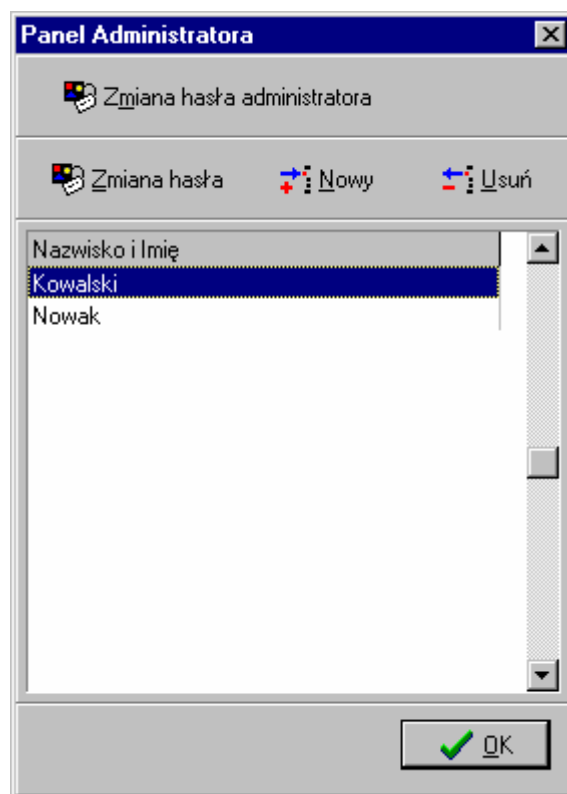 Panel Administratora
Zmiana hasła administratora
Zmiana hasła Nowy Usuń
Nazwisko i Imię
Kowalski
Nowak
OK